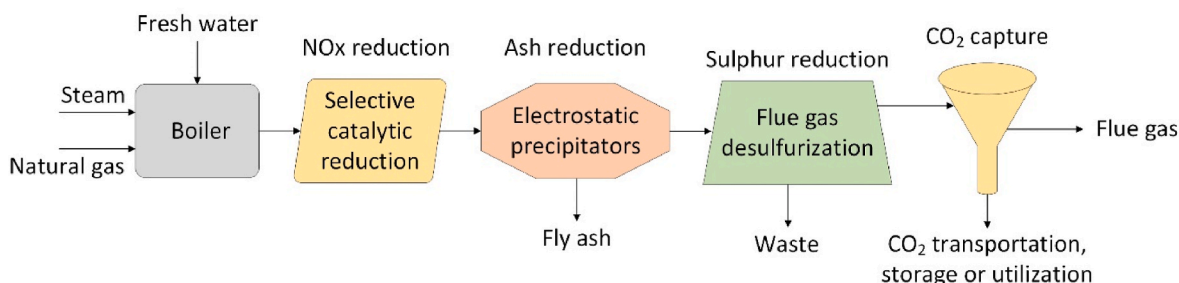 Fresh water
Steam
Natural gas
Boiler
NOx reduction
Selective
catalytic
reduction
Ash reduction
Electrostatic
precipitators
Fly ash
Sulphur reduction
Flue gas
desulfurization
Waste
CO₂ capture
Flue gas
CO₂ transportation,
storage or utilization